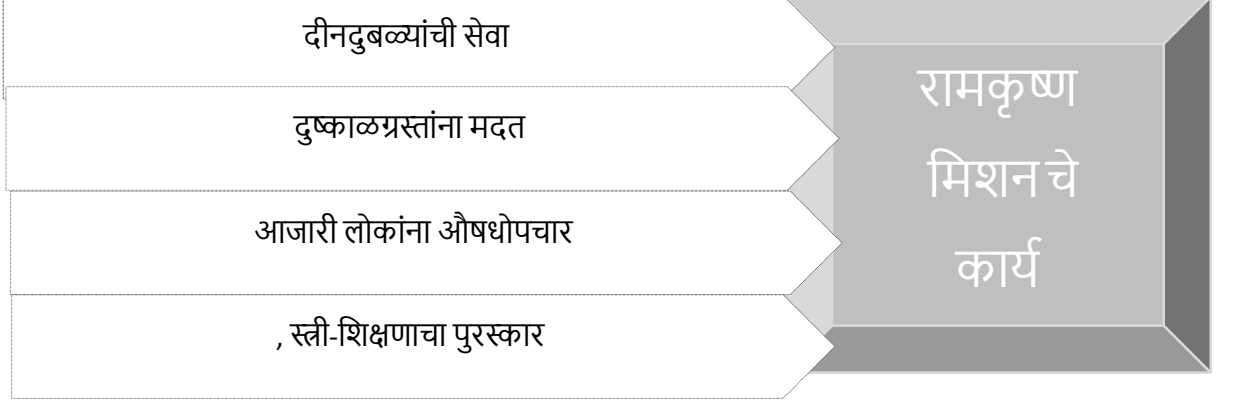 दीनदुबळ्यांची सेवा
दुष्काळग्रस्तांना मदत
आजारी लोकांना औषधोपचार
, स्त्री-शिक्षणाचा पुरस्कार
रामकृष्ण
मिशन चे
कार्य